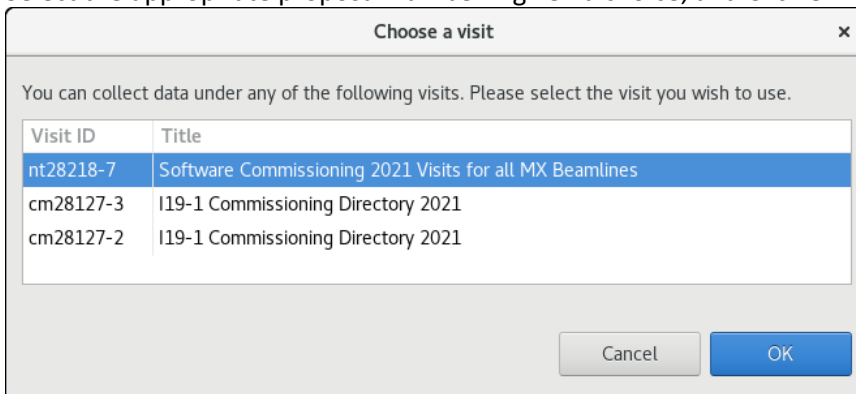 Choose a visit ×
You can collect data under any of the following visits. Please select the visit you wish to use.
Visit ID Title
nt28218-7 Software Commissioning 2021 Visits for all MX Beamlines
cm28127-3 I19-1 Commissioning Directory 2021
cm28127-2 I19-1 Commissioning Directory 2021
Cancel OK